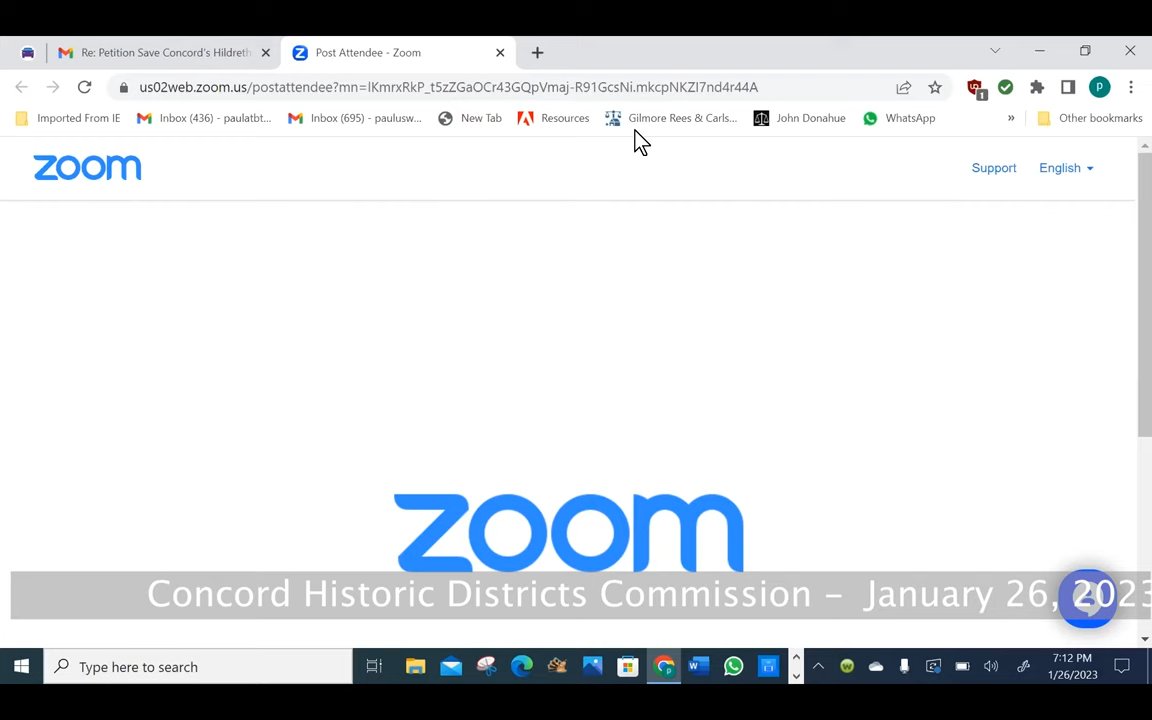 Re: Petition Save Concord's Hildreth
Post Attendee - Zoom
us02web.zoom.us/postattendee?mn=lKmrxRkP_t5zZGaOCr43GQpVmaj-R91GcsNi.mkcpNKZI7nd4r44A
1
P
Imported From IE
Inbox (436) - paulatbt...
Inbox (695) - paulusw...
New Tab
Resources
Gilmore Rees & Carls...
John Donahue
WhatsApp
»
Other bookmarks
zoom
Support
English
zoom
Concord Historic Districts Commission – January 26, 2023
Type here to search
7:12 PM
1/26/2023